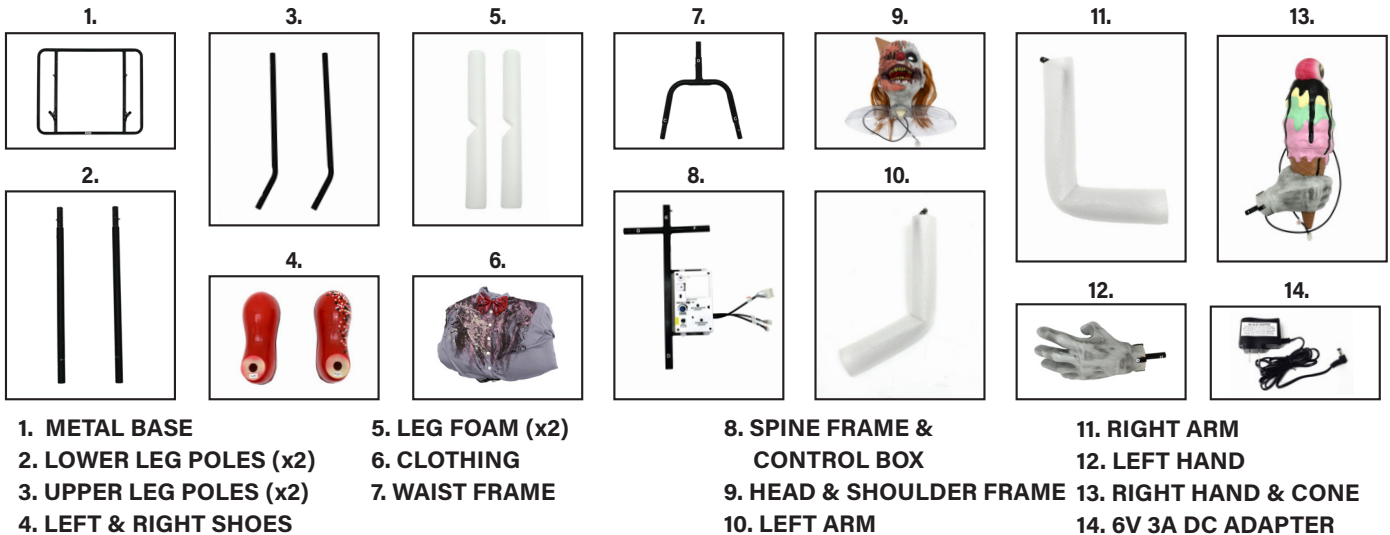 1.
3.
5.
7.
9.
11.
13.
2.
8.
10.
4.
6.
12.
14.
1. METAL BASE
2. LOWER LEG POLES (x2)
3. UPPER LEG POLES (x2)
4. LEFT & RIGHT SHOES
5. LEG FOAM (x2)
6. CLOTHING
7. WAIST FRAME
8. SPINE FRAME &
CONTROL BOX
9. HEAD & SHOULDER FRAME
10. LEFT ARM
11. RIGHT ARM
12. LEFT HAND
13. RIGHT HAND & CONE
14. 6V 3A DC ADAPTER